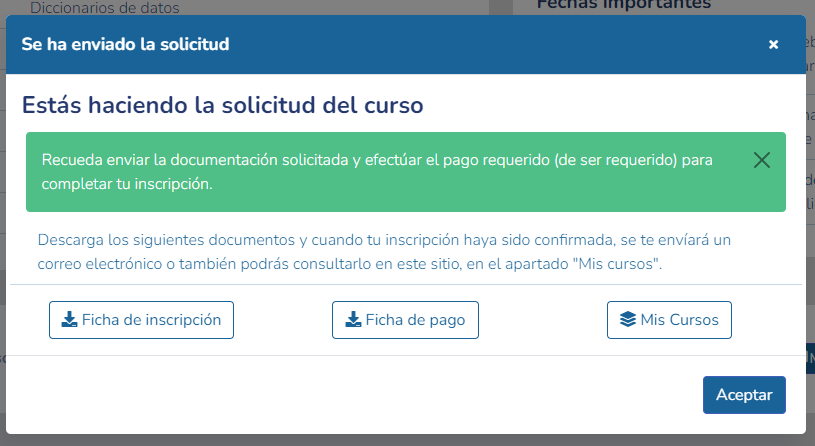 Diccionarios de datos
Fechas importantes
Se ha enviado la solicitud
Estás haciendo la solicitud del curso
Recueda enviar la documentación solicitada y efectúar el pago requerido (de ser requerido) para
completar tu inscripción.
Descarga los siguientes documentos y cuando tu inscripción haya sido confirmada, se te envíará un
correo electrónico o también podrás consultarlo en este sitio, en el apartado "Mis cursos".
Ficha de inscripción
Ficha de pago
Mis Cursos
Aceptar